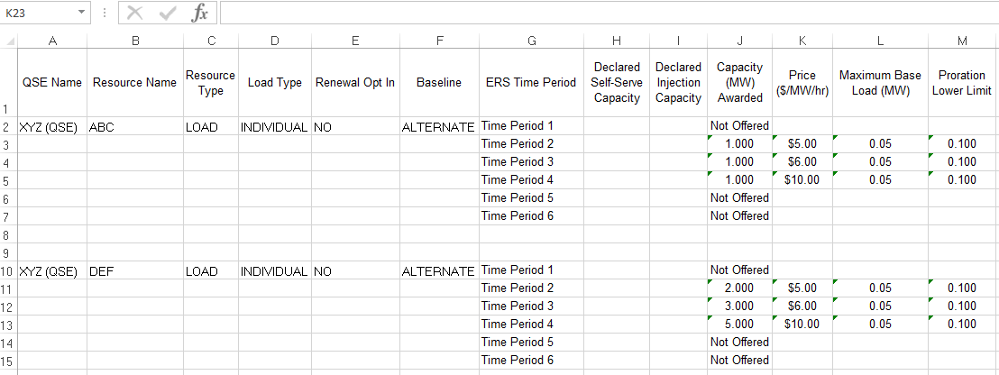 K23 fx
A B C D E F G H I J K L M
1 QSE Name Resource Name Resource Type Load Type Renewal Opt In Baseline ERS Time Period Declared Self-Serve Capacity Declared Injection Capacity Capacity (MW) Awarded Price ($/MW/hr) Maximum Base Load (MW) Proration Lower Limit
2 XYZ (QSE) ABC LOAD INDIVIDUAL NO ALTERNATE Time Period 1 Not Offered
3 Time Period 2 1.000 $5.00 0.05 0.100
4 Time Period 3 1.000 $6.00 0.05 0.100
5 Time Period 4 1.000 $10.00 0.05 0.100
6 Time Period 5 Not Offered
7 Time Period 6 Not Offered
8
9
10 XYZ (QSE) DEF LOAD INDIVIDUAL NO ALTERNATE Time Period 1 Not Offered
11 Time Period 2 2.000 $5.00 0.05 0.100
12 Time Period 3 3.000 $6.00 0.05 0.100
13 Time Period 4 5.000 $10.00 0.05 0.100
14 Time Period 5 Not Offered
15 Time Period 6 Not Offered